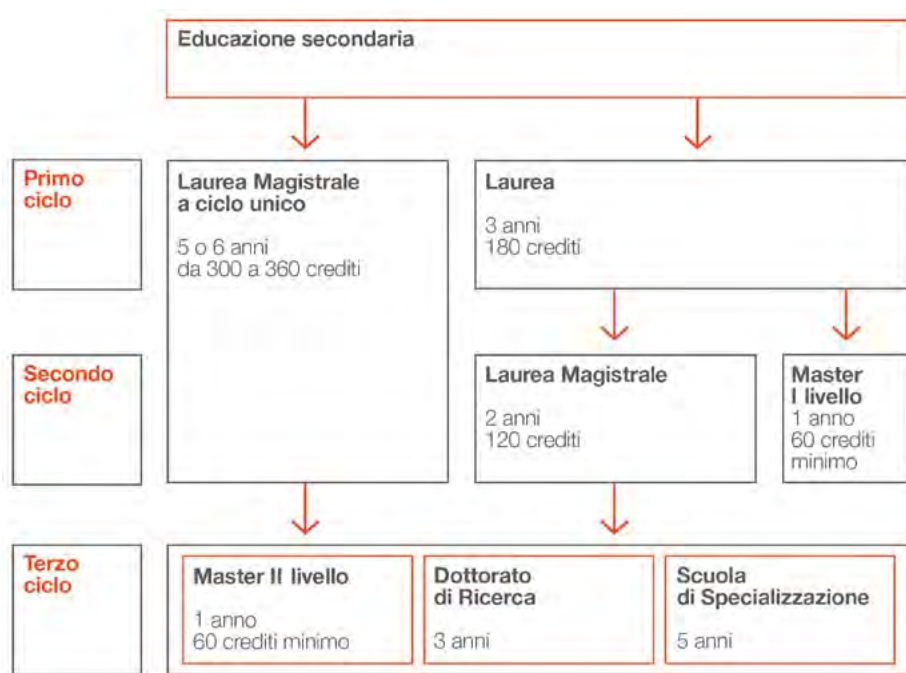 Educazione secondaria
Primo
ciclo
Laurea Magistrale
a ciclo unico
5 o 6 anni
da 300 a 360 crediti
Laurea
3 anni
180 crediti
Secondo
ciclo
Laurea Magistrale
2 anni
120 crediti
Master
I livello
1 anno
60 crediti
minimo
Terzo
ciclo
Master II livello
1 anno
60 crediti minimo
Dottorato
di Ricerca
3 anni
Scuola
di Specializzazione
5 anni